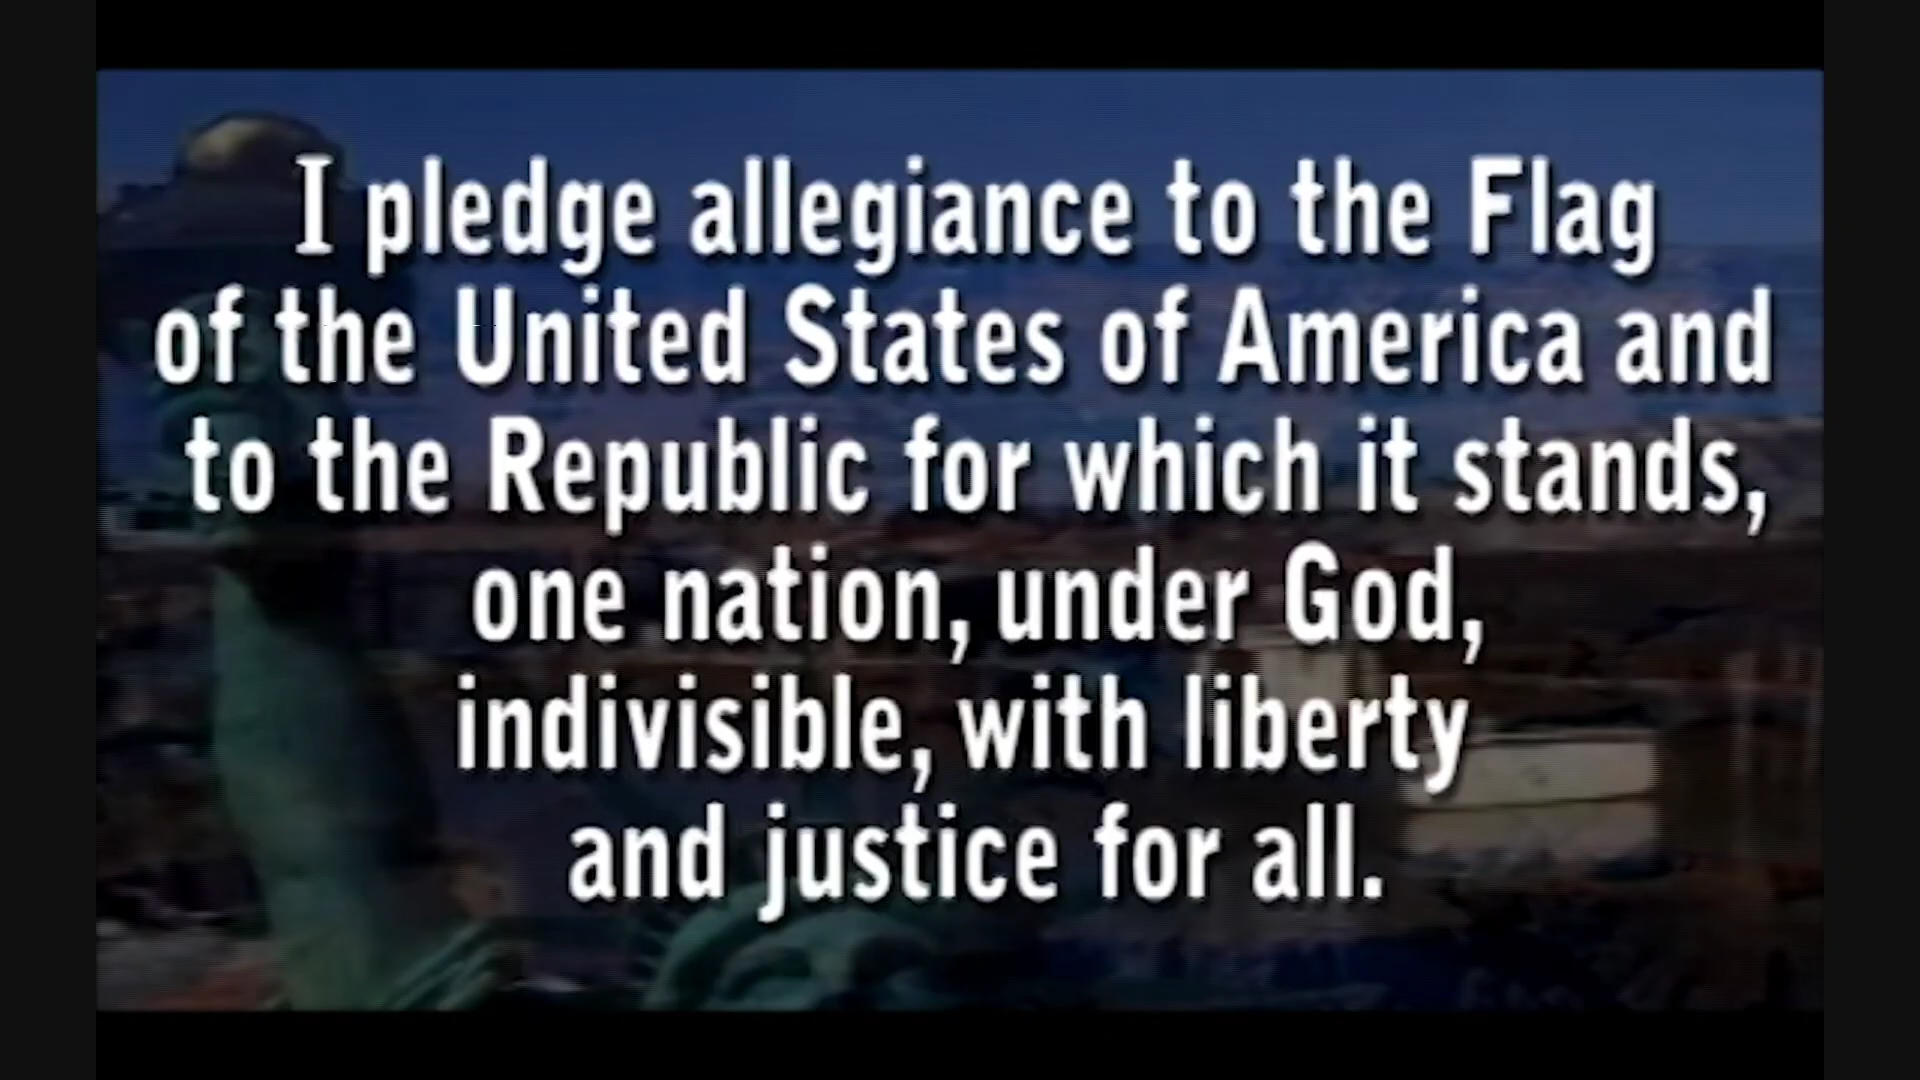 I pledge allegiance to the Flag
of the United States of America and
to the Republic for which it stands,
one nation, under God,
indivisible, with liberty
and justice for all.